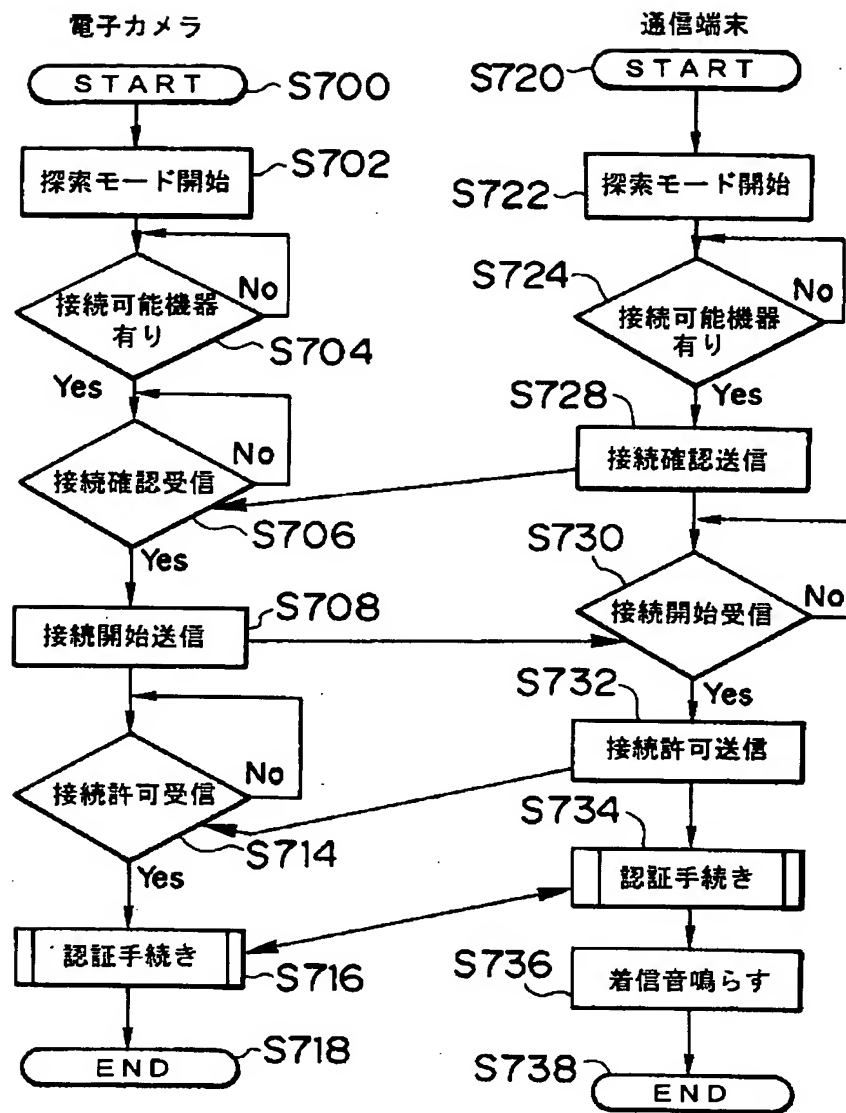 電子カメラ
START
S700
探索モード開始
S702
接続可能機器
有り
No
S704
Yes
接続確認受信
No
S706
Yes
接続開始送信
S708
接続許可受信
No
S714
Yes
認証手続き
S716
END
S718
通信端末
START
S720
探索モード開始
S722
S724
接続可能機器
有り
No
Yes
S728
接続確認送信
S730
接続開始受信
No
Yes
S732
接続許可送信
S734
認証手続き
S736
着信音鳴らす
S738
END